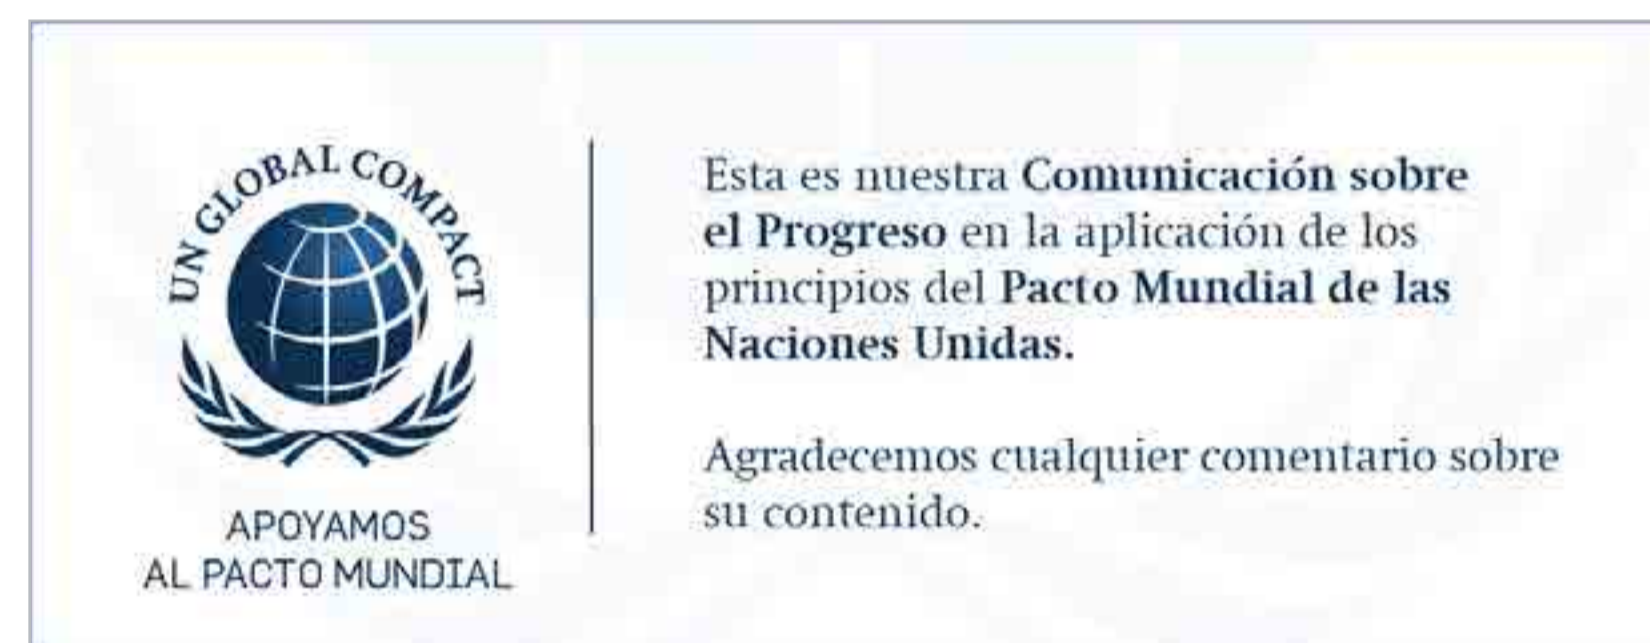 UN GLOBAL COMPACT
APOYAMOS
AL PACTO MUNDIAL
Esta es nuestra Comunicación sobre
el Progreso en la aplicación de los
principios del Pacto Mundial de las
Naciones Unidas.
Agradecemos cualquier comentario sobre
su contenido.